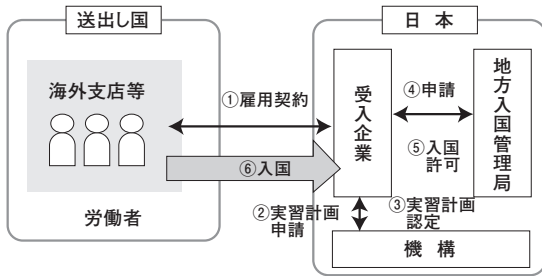 送出し国
日本
海外支店等
労働者
①雇用契約
⑥入国
受入企業
④申請
⑤入国
許可
地方入国管理局
②実習計画
申請
③実習計画
認定
機構